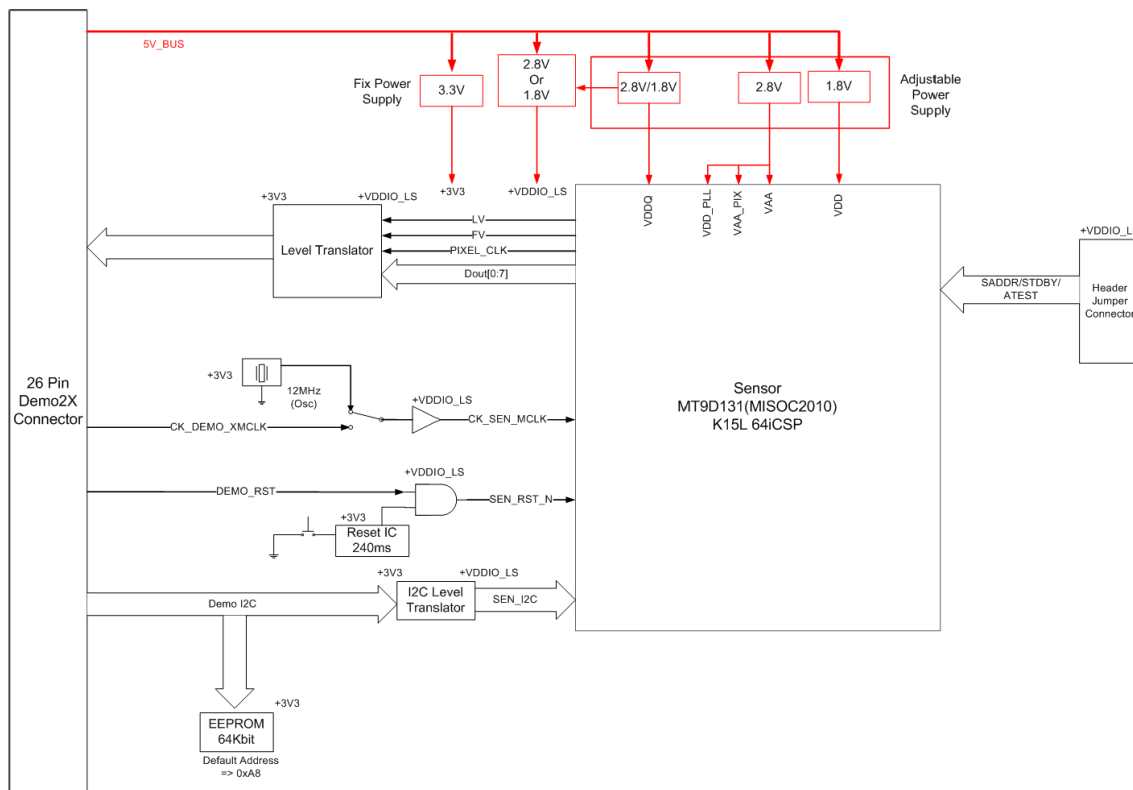 5V_BUS
Fix Power
Supply
3.3V
2.8V
Or
1.8V
2.8V/1.8V
2.8V
1.8V
Adjustable
Power
Supply
+3V3
+VDDIO_LS
VDDQ
VDD_PLL
VAA_PIX
VAA
VDD
+3V3
+VDDIO_LS
Level Translator
LV
FV
PIXEL_CLK
Dout[0:7]
+VDDIO_L
SADDR/STDBY/
ATEST
Header
Jumper
Connector
26 Pin
Demo2X
Connector
+3V3
12MHz
(Osc)
+VDDIO_LS
CK_SEN_MCLK
CK_DEMO_XMCLK
Sensor
MT9D131(MISOC2010)
K15L 64iCSP
+VDDIO_LS
DEMO_RST
SEN_RST_N
+3V3
Reset IC
240ms
+3V3
+VDDIO_LS
Demo I2C
I2C Level
Translator
SEN_I2C
+3V3
EEPROM
64Kbit
Default Address
=> 0xA8